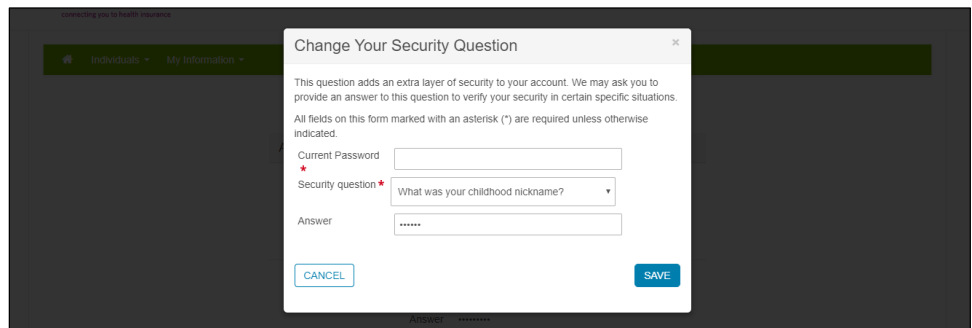 connecting you to health insurance
Change Your Security Question ×
Individuals My Information
This question adds an extra layer of security to your account. We may ask you to
provide an answer to this question to verify your security in certain specific situations.
All fields on this form marked with an asterisk (*) are required unless otherwise
indicated.
Current Password
*
Security question * What was your childhood nickname?
Answer ••••••
CANCEL SAVE
Answer •••••••••